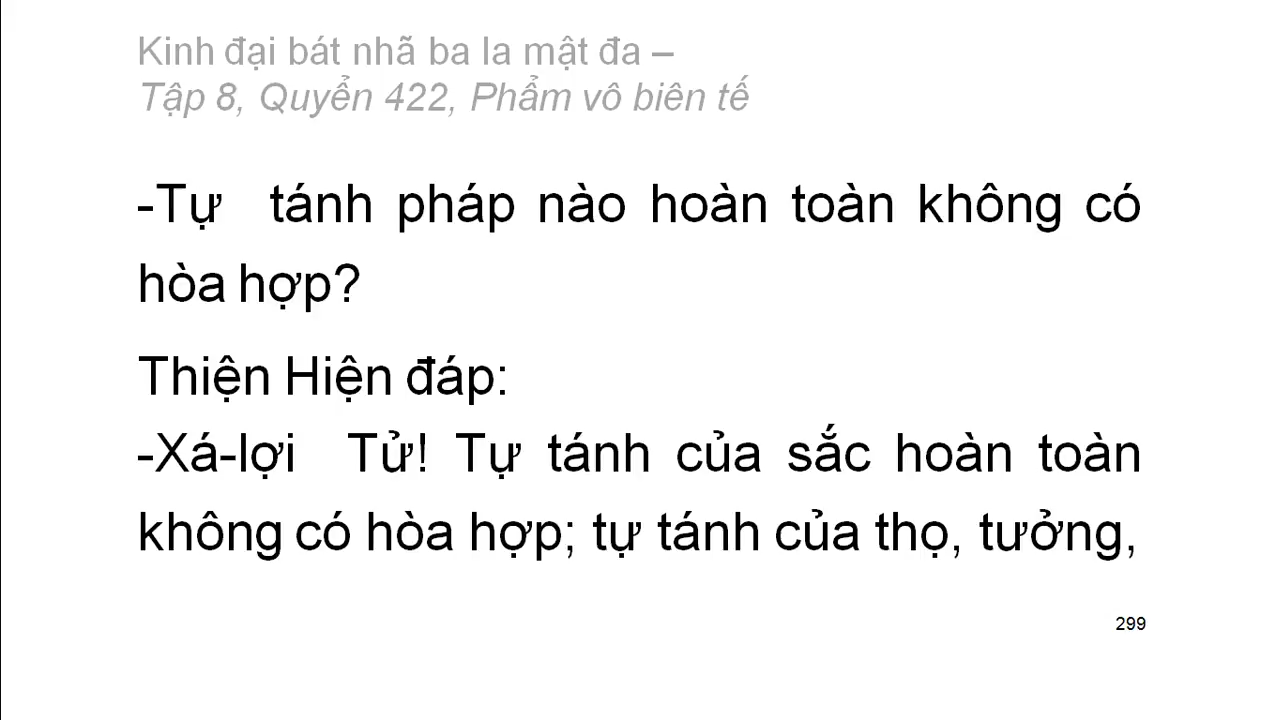 Kinh đại bát nhã ba la mật đa –
Tập 8, Quyển 422, Phẩm vô biên tế
-Tự tánh pháp nào hoàn toàn không có
hòa hợp?
Thiện Hiện đáp:
-Xá-lợi Tử! Tự tánh của sắc hoàn toàn
không có hòa hợp; tự tánh của thọ, tưởng,
299